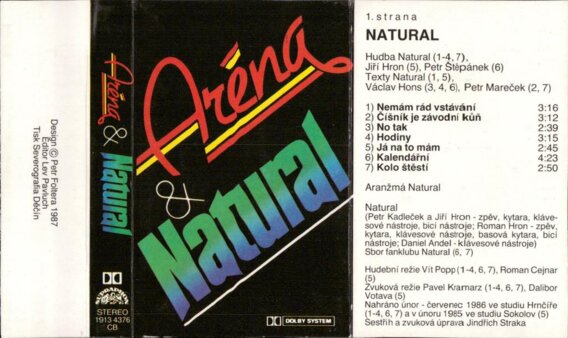 Design © Petr Foltera 1987
Editor Lev Pavluch
Tisk Severografia Děčín
Aréna
&
Natural
SUPRAPHON
STEREO
1913 4376
CB
Aréna
&
Natural
DOLBY SYSTEM
1. strana
NATURAL
Hudba Natural (1-4, 7),
Jiří Hron (5), Petr Štěpánek (6)
Texty Natural (1, 5),
Václav Hons (3, 4, 6), Petr Mareček (2, 7)
1) Nemám rád vstávání 3:16
2) Číšník je závodní kůň 3:12
3) No tak 2:39
4) Hodiny 3:15
5) Já na to mám 2:45
6) Kalendářní 4:23
7) Kolo štěstí 2:50
Aranžmá Natural
Natural
(Petr Kadleček a Jiří Hron - zpěv, kytara, kláve-
sové nástroje, bicí nástroje; Roman Hron - zpěv,
kytara, klávesové nástroje, basová kytara, bicí
nástroje; Daniel Andel - klávesové nástroje)
Sbor fanklubu Natural (6, 7)
Hudební režie Vít Popp (1-4, 6, 7), Roman Cejnar
(5)
Zvuková režie Pavel Kramarz (1-4, 6, 7), Dalibor
Votava (5)
Nahráno únor - červenec 1986 ve studiu Hrnčíře
(1-4, 6, 7) a v únoru 1985 ve studiu Sokolov (5)
Sestřih a zvuková úprava Jindřich Straka